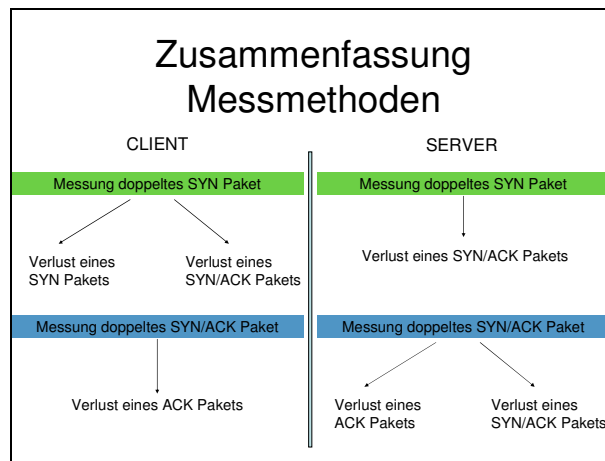 Zusammenfassung
Messmethoden
CLIENT
Messung doppeltes SYN Paket
Verlust eines
SYN Pakets
Verlust eines
SYN/ACK Pakets
Messung doppeltes SYN/ACK Paket
Verlust eines ACK Pakets
SERVER
Messung doppeltes SYN Paket
Verlust eines SYN/ACK Pakets
Messung doppeltes SYN/ACK Paket
Verlust eines
ACK Pakets
Verlust eines
SYN/ACK Pakets